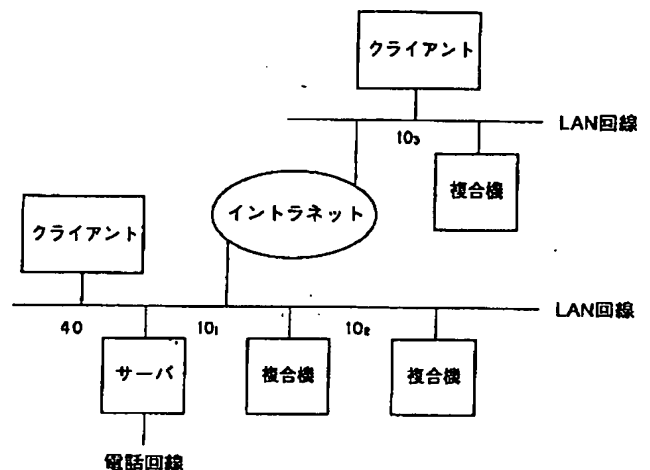 クライアント
LAN回線
10₃
複合機
イントラネット
クライアント
LAN回線
40
10₁
10₂
サーバ
複合機
複合機
電話回線